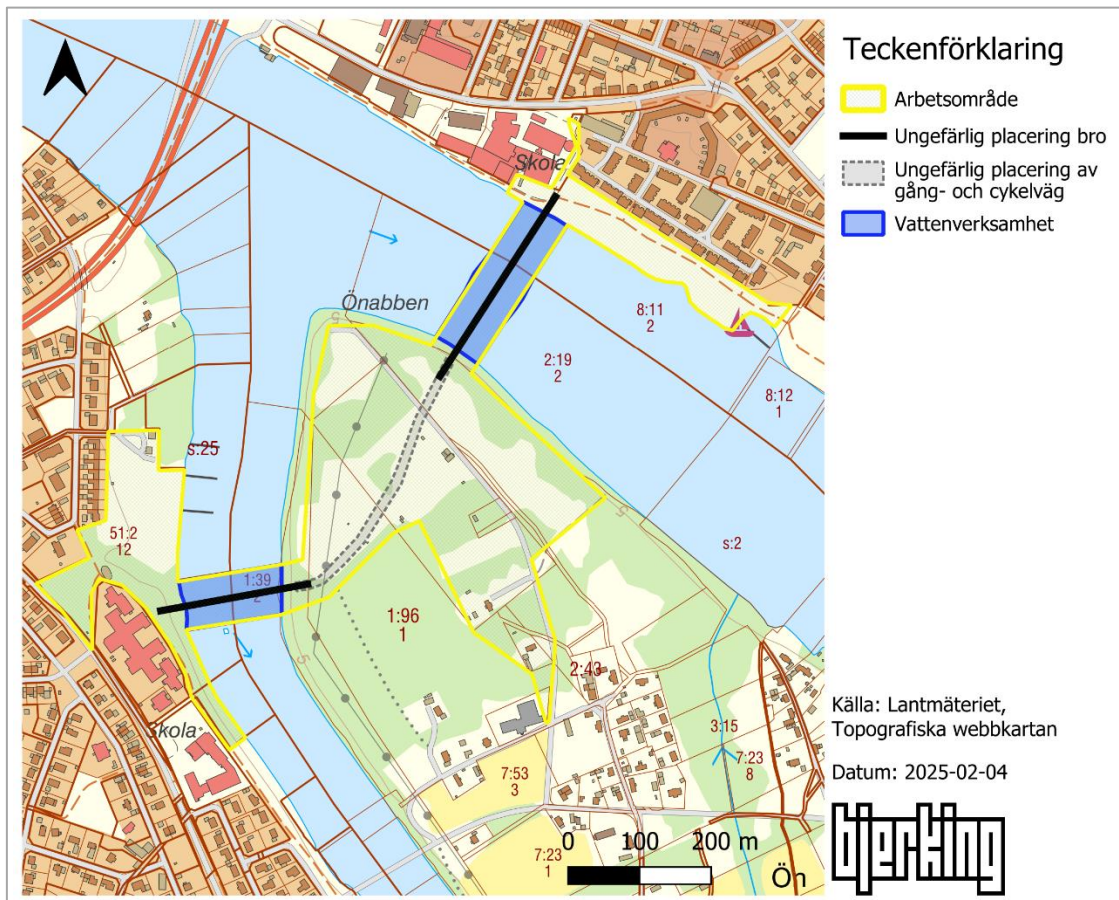 Teckenförklaring
Arbetsområde
Ungefärlig placering bro
Ungefärlig placering av
gång- och cykelväg
Vattenverksamhet
Skola
Önabben
5
8:11
2
2:19
2
8:12
1
s:25
5
51:2
12
s:2
1:39
2
1:96
1
5
2:43
Skola
3:15
7:23
8
7:53
3
7:23
1
0 100 200 m
Ön
Källa: Lantmäteriet,
Topografiska webbkartan
Datum: 2025-02-04
bjerking